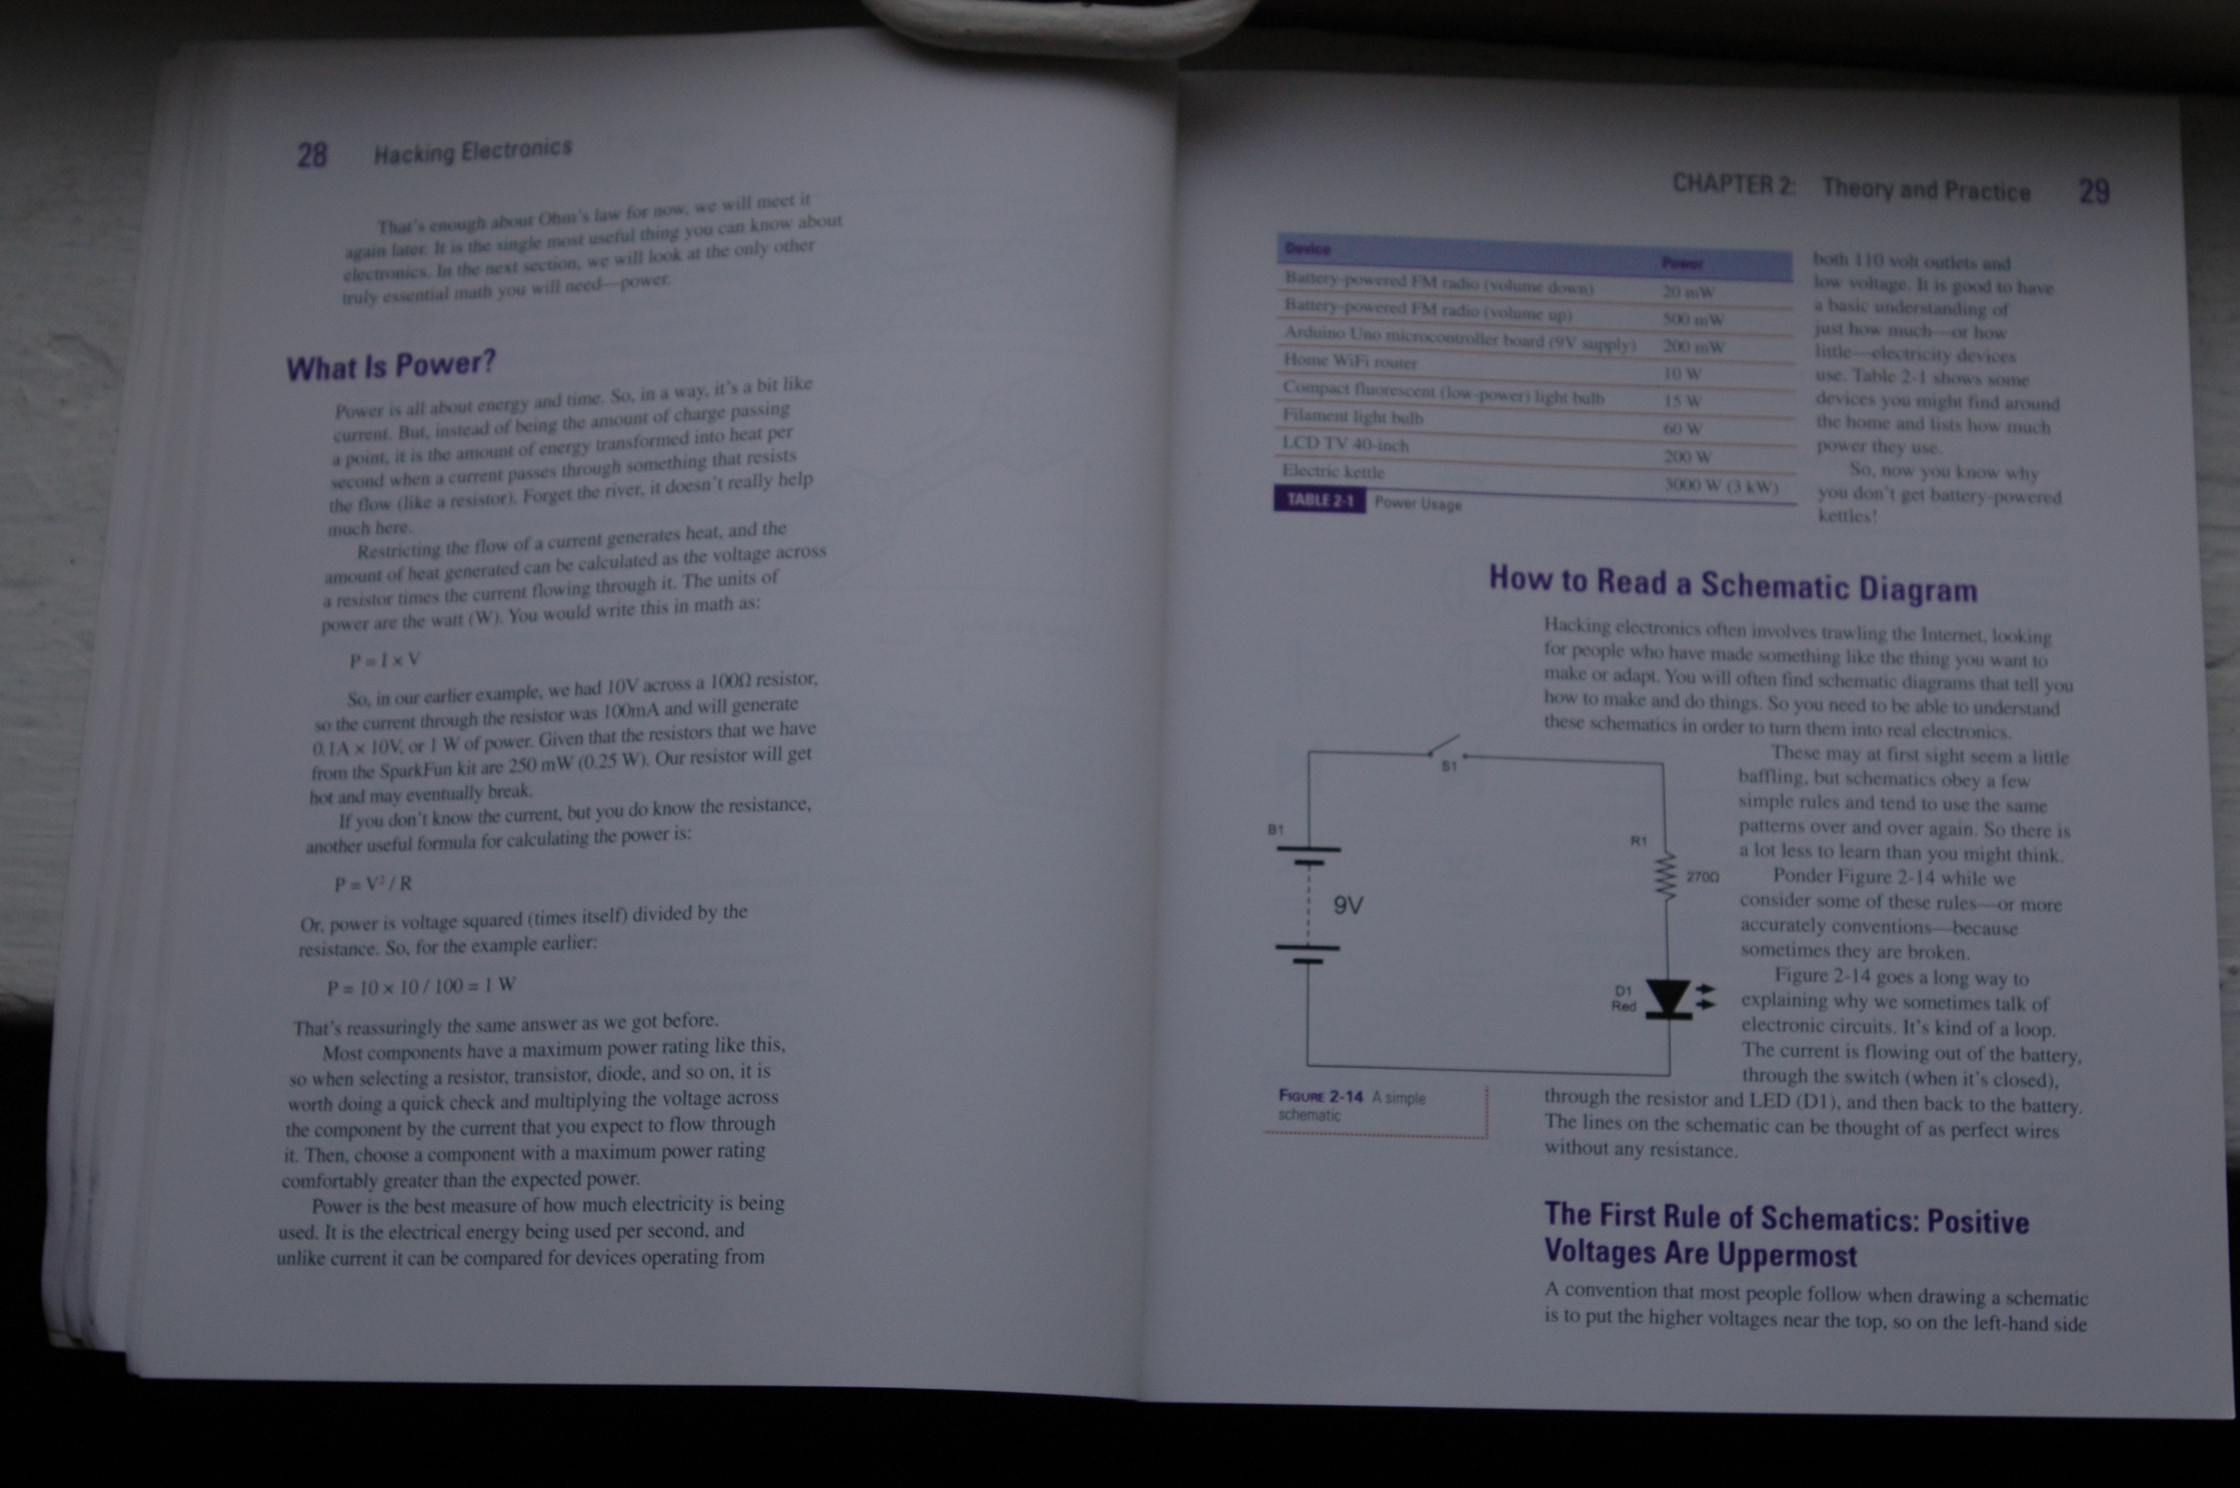 28 Hacking Electronics
That's enough about Ohm's law for now, we will meet it
again later. It is the single most useful thing you can know about
electronics. In the next section, we will look at the only other
truly essential math you will need—power.
What Is Power?
Power is all about energy and time. So, in a way, it's a bit like
current. But, instead of being the amount of charge passing
a point, it is the amount of energy transformed into heat per
second when a current passes through something that resists
the flow (like a resistor). Forget the river, it doesn't really help
much here.
Restricting the flow of a current generates heat, and the
amount of heat generated can be calculated as the voltage across
a resistor times the current flowing through it. The units of
power are the watt (W). You would write this in math as:
P = I × V
So, in our earlier example, we had 10V across a 100Ω resistor,
so the current through the resistor was 100mA and will generate
0.1A × 10V, or 1 W of power. Given that the resistors that we have
from the SparkFun kit are 250 mW (0.25 W). Our resistor will get
hot and may eventually break.
If you don't know the current, but you do know the resistance,
another useful formula for calculating the power is:
P = V² / R
Or, power is voltage squared (times itself) divided by the
resistance. So, for the example earlier:
P = 10 × 10 / 100 = 1 W
That's reassuringly the same answer as we got before.
Most components have a maximum power rating like this,
so when selecting a resistor, transistor, diode, and so on, it is
worth doing a quick check and multiplying the voltage across
the component by the current that you expect to flow through
it. Then, choose a component with a maximum power rating
comfortably greater than the expected power.
Power is the best measure of how much electricity is being
used. It is the electrical energy being used per second, and
unlike current it can be compared for devices operating from
CHAPTER 2: Theory and Practice 29
Device Power
Battery-powered FM radio (volume down) 20 mW
Battery-powered FM radio (volume up) 500 mW
Arduino Uno microcontroller board (9V supply) 200 mW
Home WiFi router 10 W
Compact fluorescent (low-power) light bulb 15 W
Filament light bulb 60 W
LCD TV 40-inch 200 W
Electric kettle 3000 W (3 kW)
TABLE 2-1 Power Usage
both 110 volt outlets and
low voltage. It is good to have
a basic understanding of
just how much—or how
little—electricity devices
use. Table 2-1 shows some
devices you might find around
the home and lists how much
power they use.
So, now you know why
you don't get battery-powered
kettles!
How to Read a Schematic Diagram
Hacking electronics often involves trawling the Internet, looking
for people who have made something like the thing you want to
make or adapt. You will often find schematic diagrams that tell you
how to make and do things. So you need to be able to understand
these schematics in order to turn them into real electronics.
These may at first sight seem a little
baffling, but schematics obey a few
simple rules and tend to use the same
patterns over and over again. So there is
a lot less to learn than you might think.
Ponder Figure 2-14 while we
consider some of these rules—or more
accurately conventions—because
sometimes they are broken.
Figure 2-14 goes a long way to
explaining why we sometimes talk of
electronic circuits. It's kind of a loop.
The current is flowing out of the battery,
through the switch (when it's closed),
through the resistor and LED (D1), and then back to the battery.
The lines on the schematic can be thought of as perfect wires
without any resistance.
S1
B1
9V
R1
270Ω
D1
Red
FIGURE 2-14 A simple
schematic
The First Rule of Schematics: Positive
Voltages Are Uppermost
A convention that most people follow when drawing a schematic
is to put the higher voltages near the top, so on the left-hand side